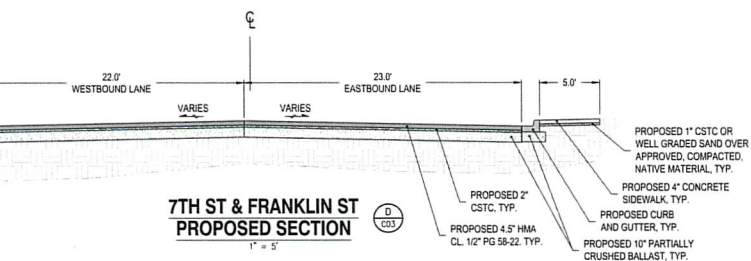 ℄
22.0'
WESTBOUND LANE
23.0'
EASTBOUND LANE
5.0'
VARIES
VARIES
PROPOSED 1" CSTC OR
WELL GRADED SAND OVER
APPROVED, COMPACTED,
NATIVE MATERIAL, TYP.
PROPOSED 4" CONCRETE
SIDEWALK, TYP.
PROPOSED CURB
AND GUTTER, TYP.
PROPOSED 10" PARTIALLY
CRUSHED BALLAST, TYP.
PROPOSED 2"
CSTC, TYP.
PROPOSED 4.5" HMA
CL. 1/2" PG 58-22. TYP.
7TH ST & FRANKLIN ST
PROPOSED SECTION
1" = 5'
D
C03